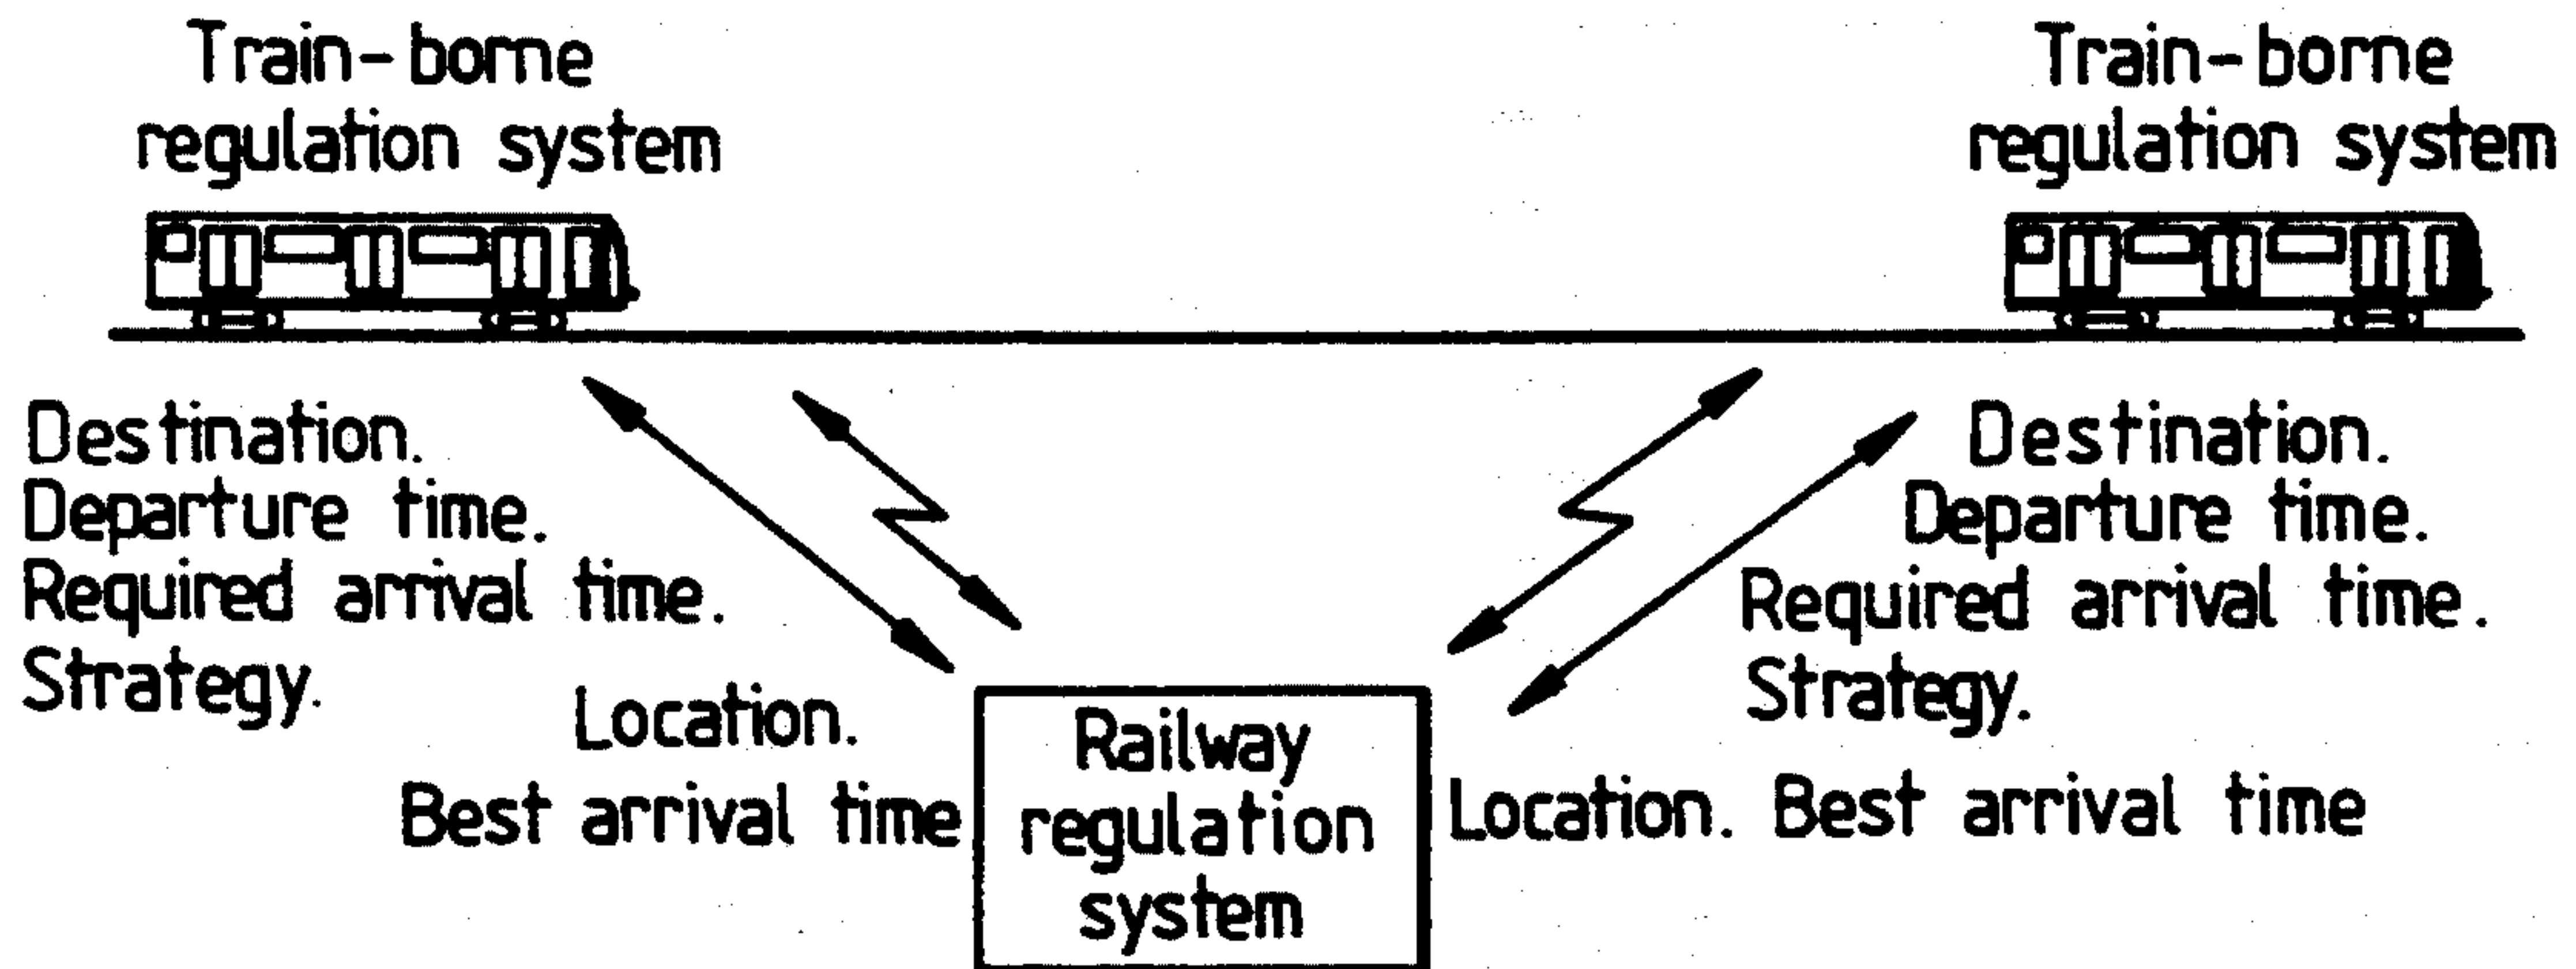 Train-borne
regulation system
Train-borne
regulation system
Destination.
Departure time.
Required arrival time.
Strategy.
Location.
Best arrival time
Railway
regulation
system
Destination.
Departure time.
Required arrival time.
Strategy.
Location. Best arrival time